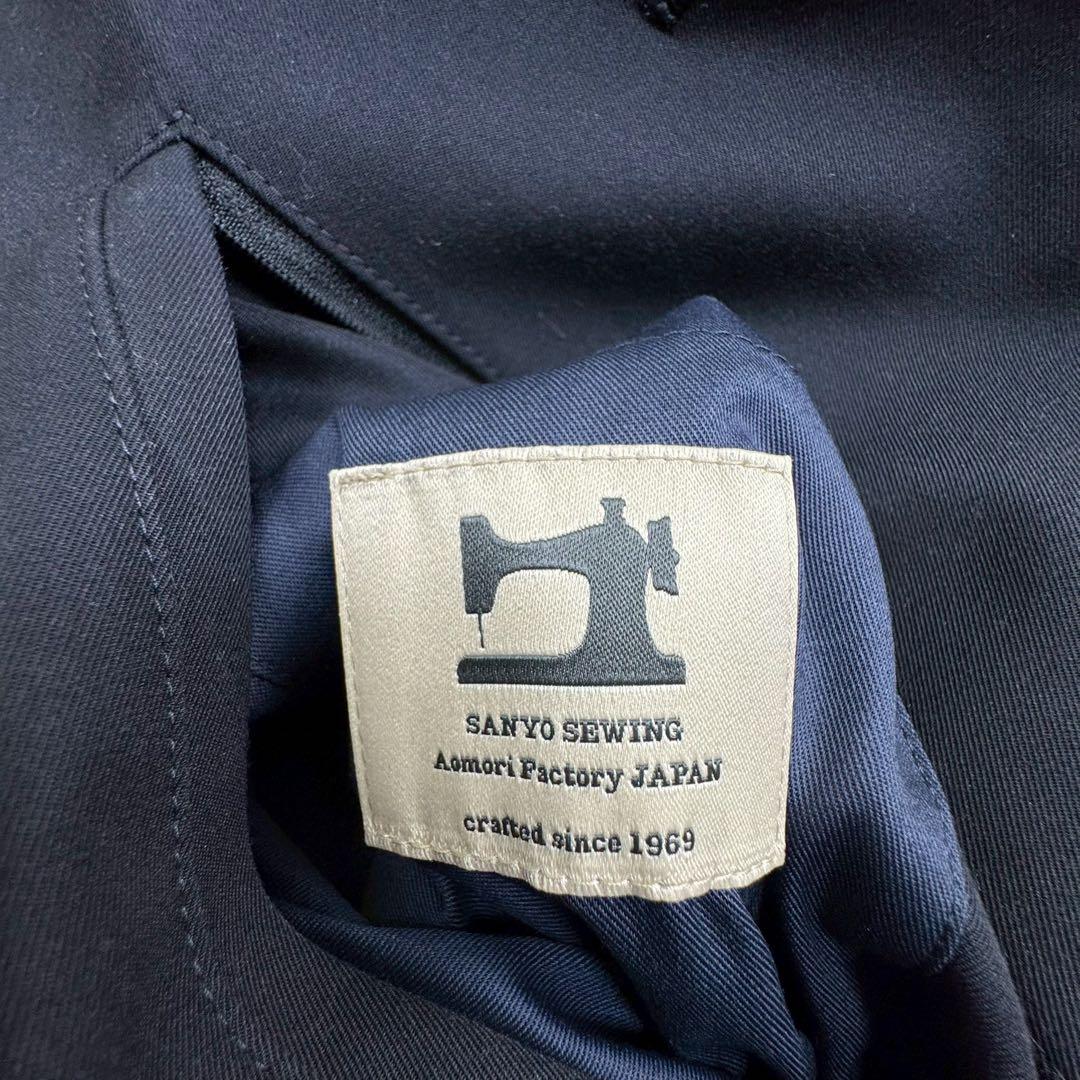 SANYO SEWING
Aomori Factory JAPAN
crafted since 1969